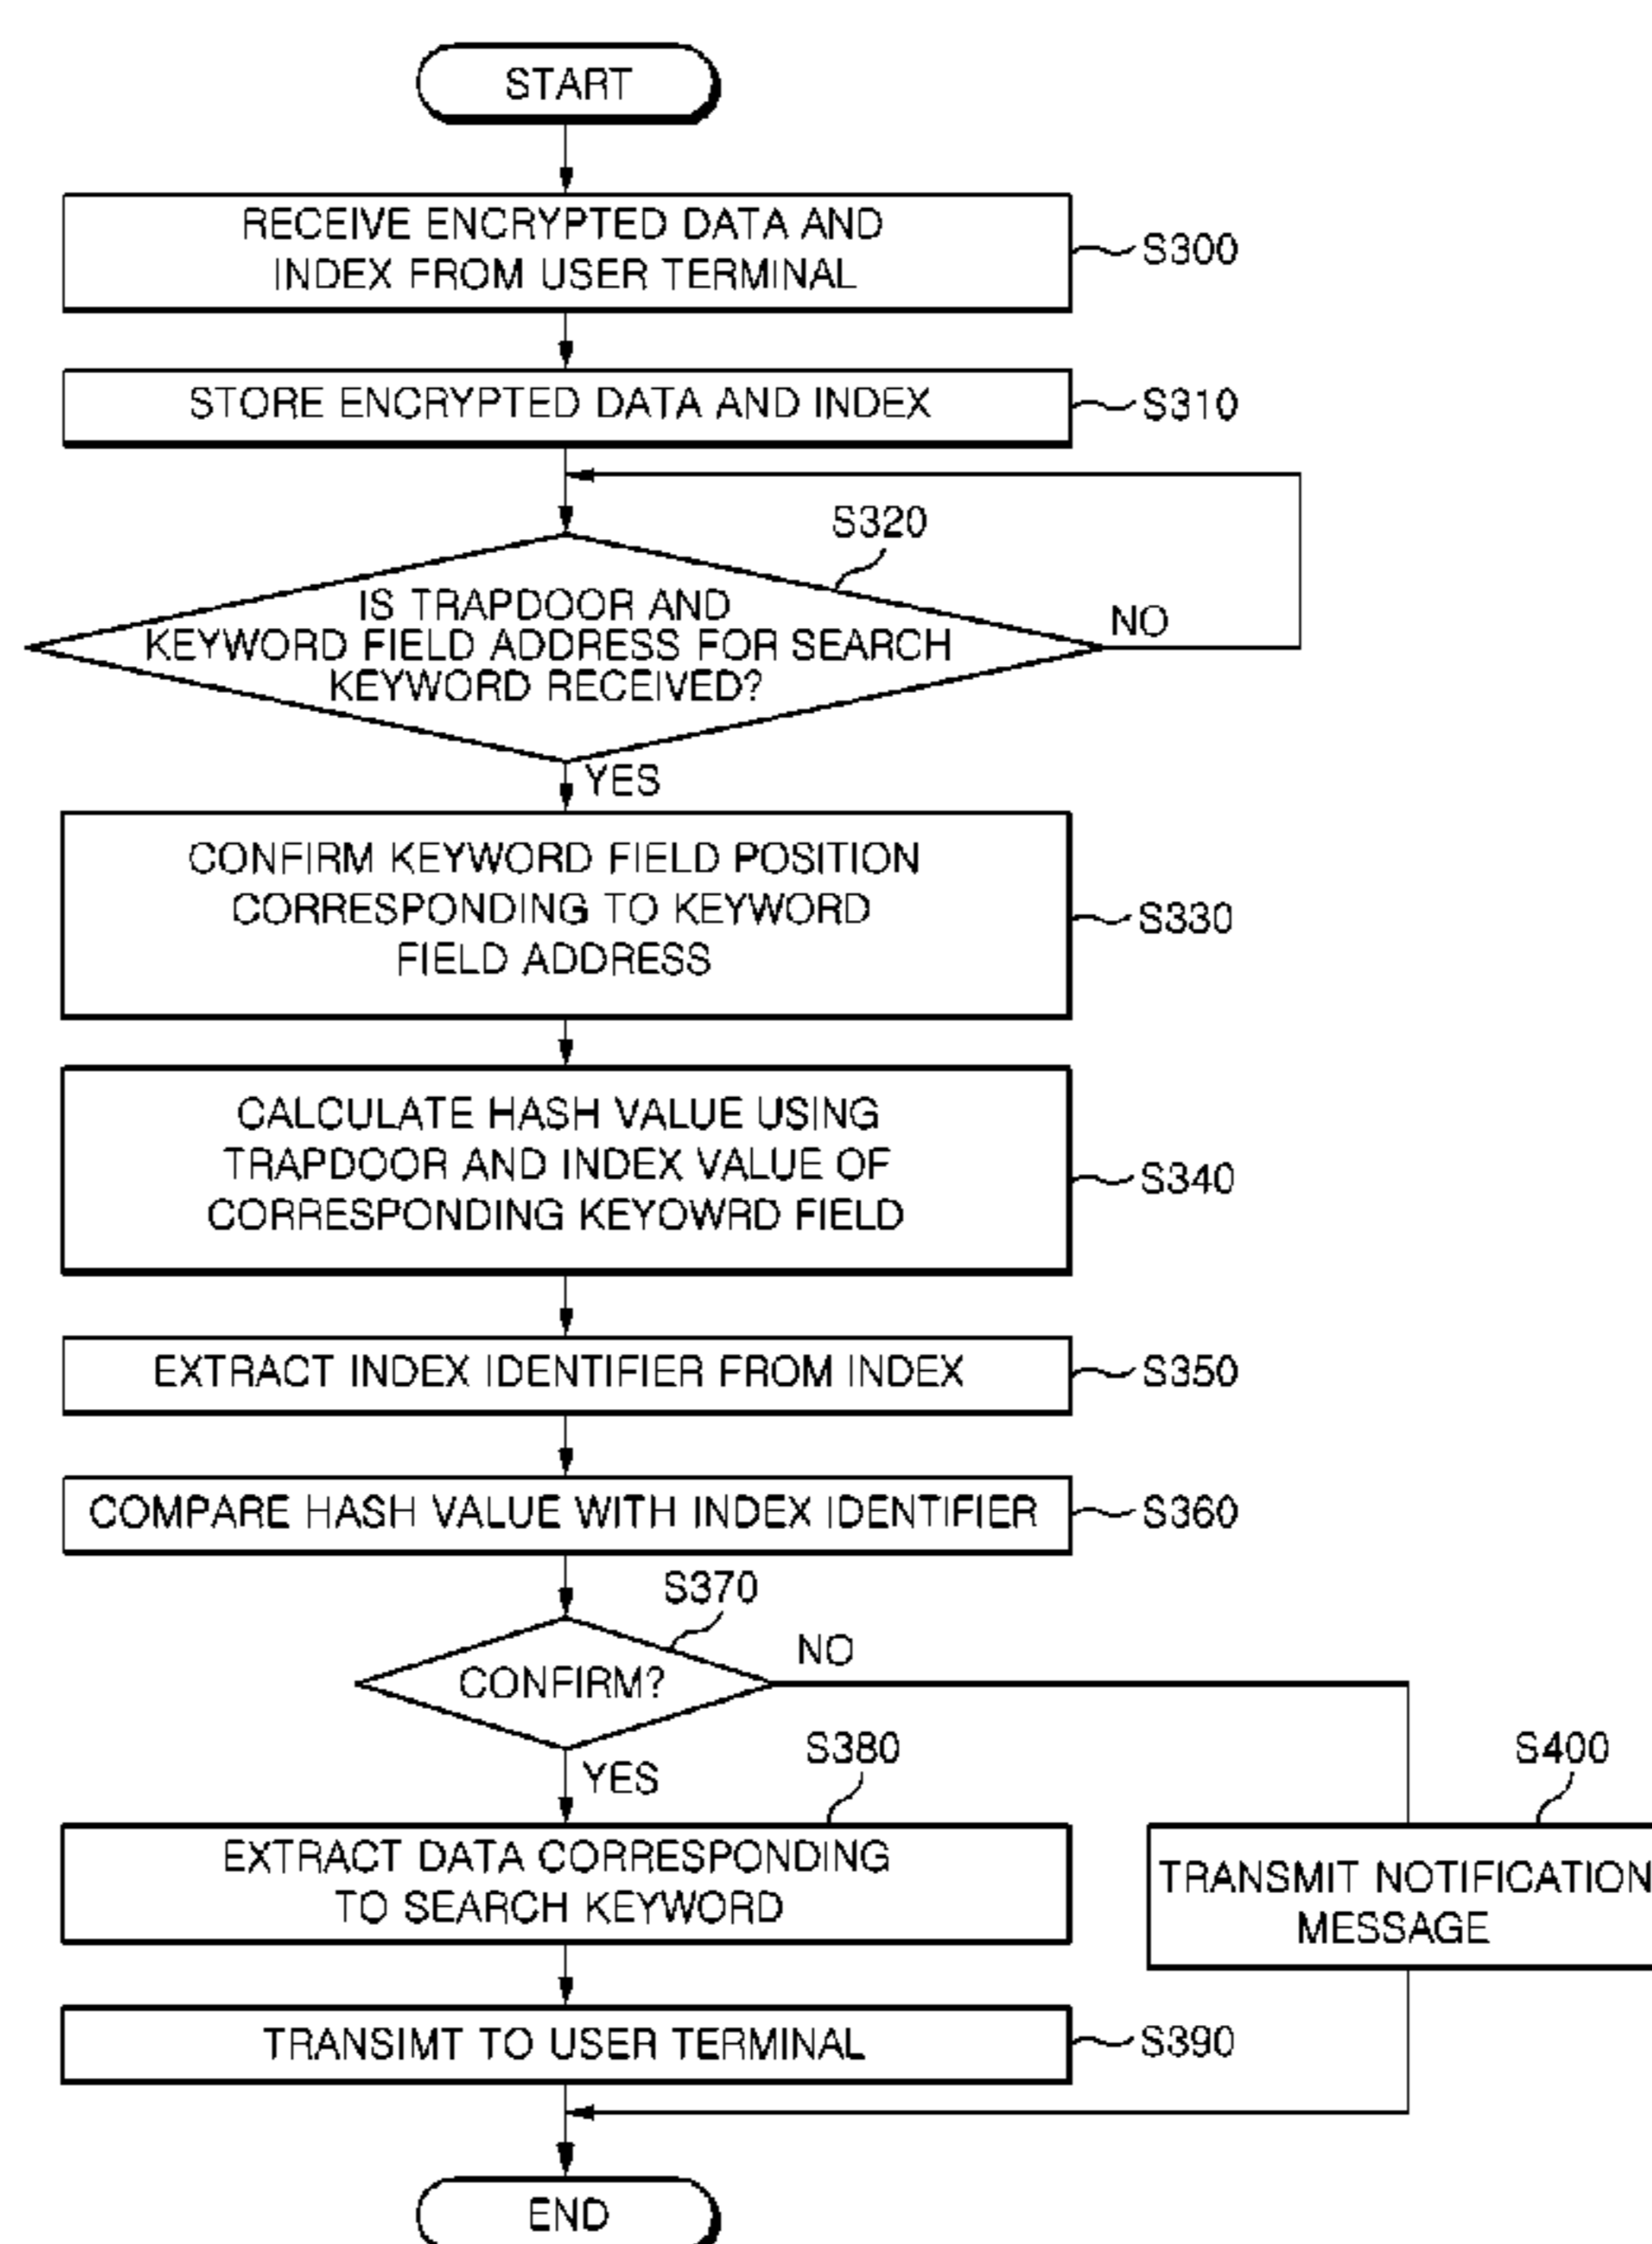 START
RECEIVE ENCRYPTED DATA AND
INDEX FROM USER TERMINAL
S300
STORE ENCRYPTED DATA AND INDEX
S310
S320
IS TRAPDOOR AND
KEYWORD FIELD ADDRESS FOR SEARCH
KEYWORD RECEIVED?
NO
YES
CONFIRM KEYWORD FIELD POSITION
CORRESPONDING TO KEYWORD
FIELD ADDRESS
S330
CALCULATE HASH VALUE USING
TRAPDOOR AND INDEX VALUE OF
CORRESPONDING KEYOWRD FIELD
S340
EXTRACT INDEX IDENTIFIER FROM INDEX
S350
COMPARE HASH VALUE WITH INDEX IDENTIFIER
S360
S370
CONFIRM?
NO
YES
S380
EXTRACT DATA CORRESPONDING
TO SEARCH KEYWORD
S400
TRANSMIT NOTIFICATION
MESSAGE
TRANSIMT TO USER TERMINAL
S390
END